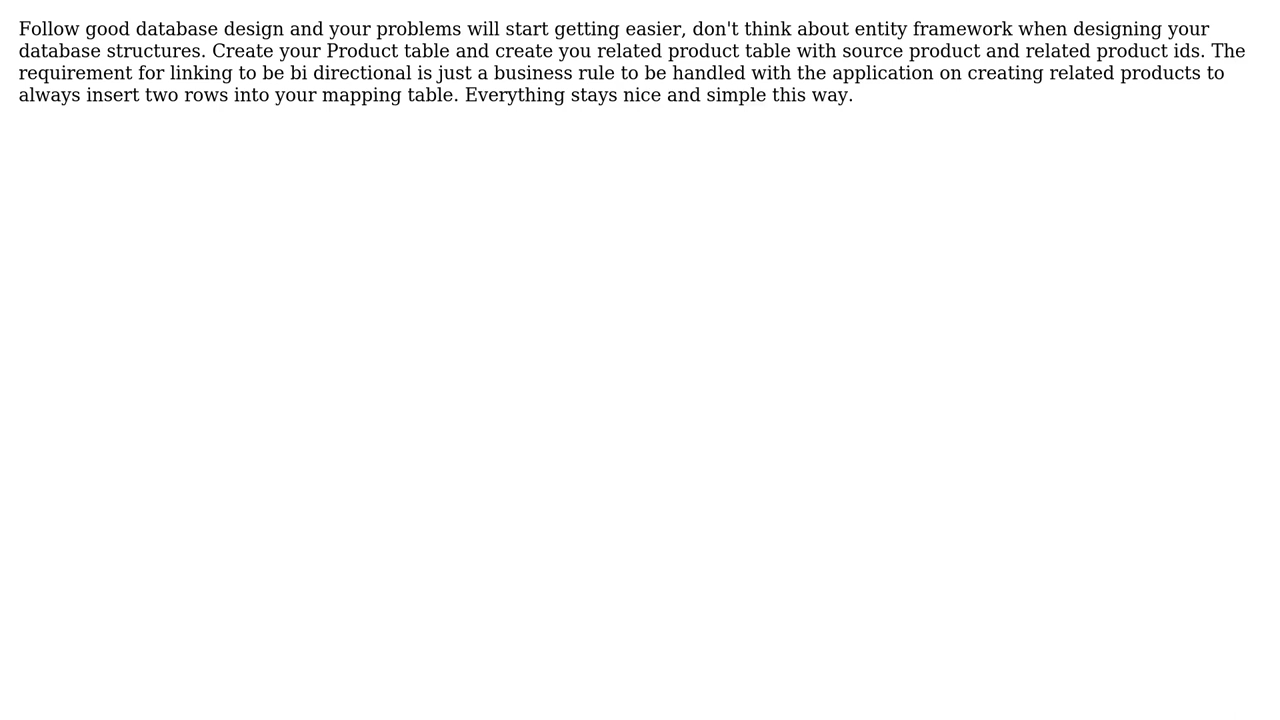 Follow good database design and your problems will start getting easier, don't think about entity framework when designing your
database structures. Create your Product table and create you related product table with source product and related product ids. The
requirement for linking to be bi directional is just a business rule to be handled with the application on creating related products to
always insert two rows into your mapping table. Everything stays nice and simple this way.